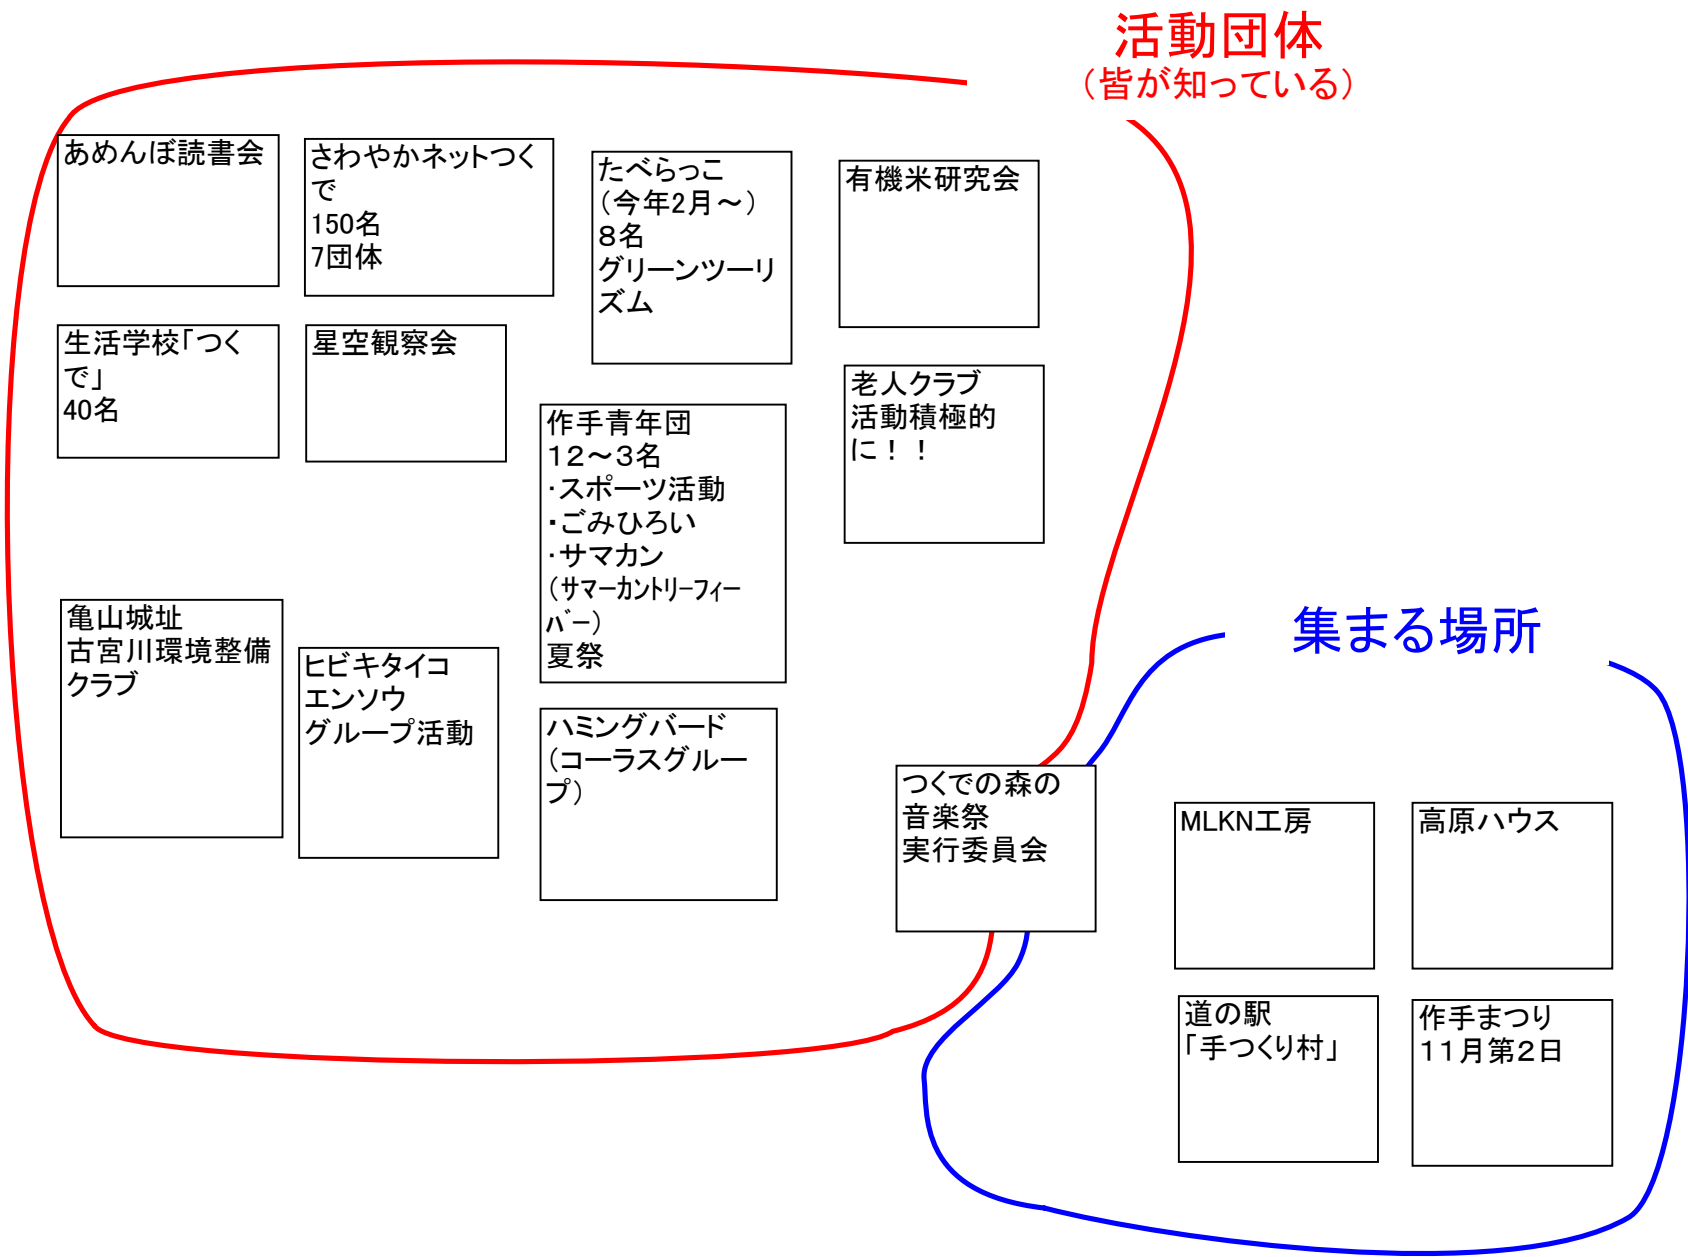 活動団体
（皆が知っている）
あめんぼ読書会
さわやかネットつく
で
150名
7団体
たべらっこ
（今年2月～）
８名
グリーンツーリ
ズム
有機米研究会
生活学校「つく
で」
40名
星空観察会
作手青年団
１２～３名
・スポーツ活動
・ごみひろい
・サマカン
（サマーカントリーフィー
バー）
夏祭
老人クラブ
活動積極的
に！！
亀山城址
古宮川環境整備
クラブ
ヒビキタイコ
エンソウ
グループ活動
ハミングバード
（コーラスグルー
プ）
集まる場所
つくでの森の
音楽祭
実行委員会
MLKN工房
高原ハウス
道の駅
「手つくり村」
作手まつり
１１月第２日